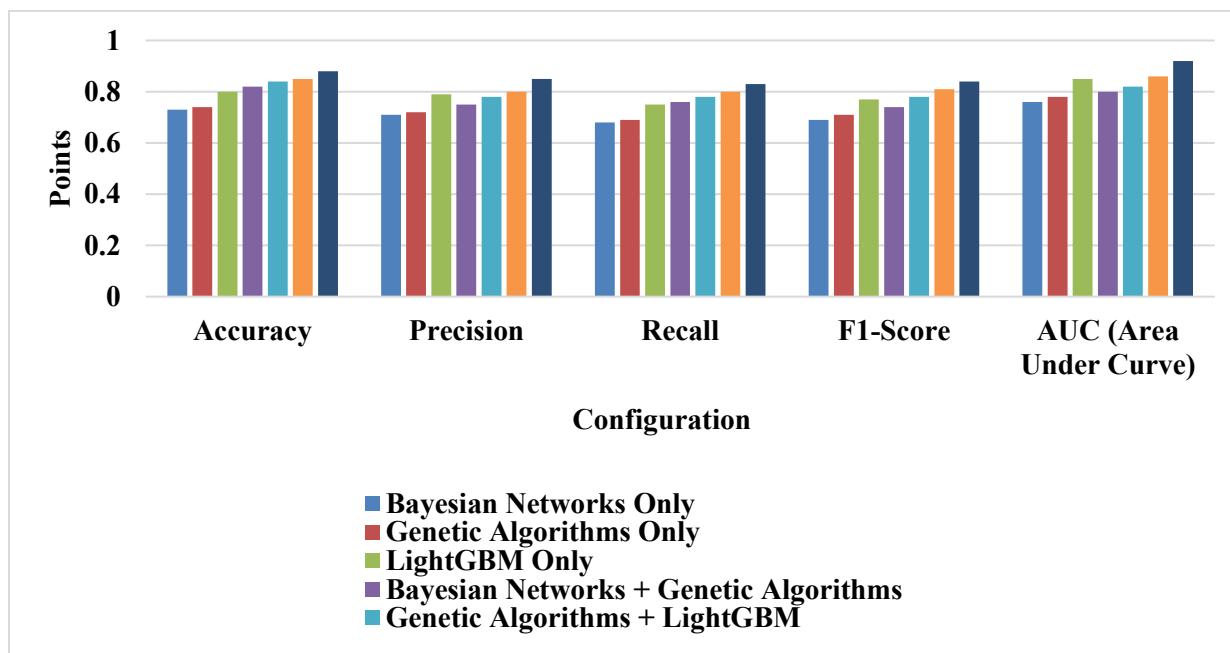 1
0.8
0.6
0.4
0.2
0
Points
Accuracy
Precision
Recall
F1-Score
AUC (Area
Under Curve)
Configuration
Bayesian Networks Only
Genetic Algorithms Only
LightGBM Only
Bayesian Networks + Genetic Algorithms
Genetic Algorithms + LightGBM